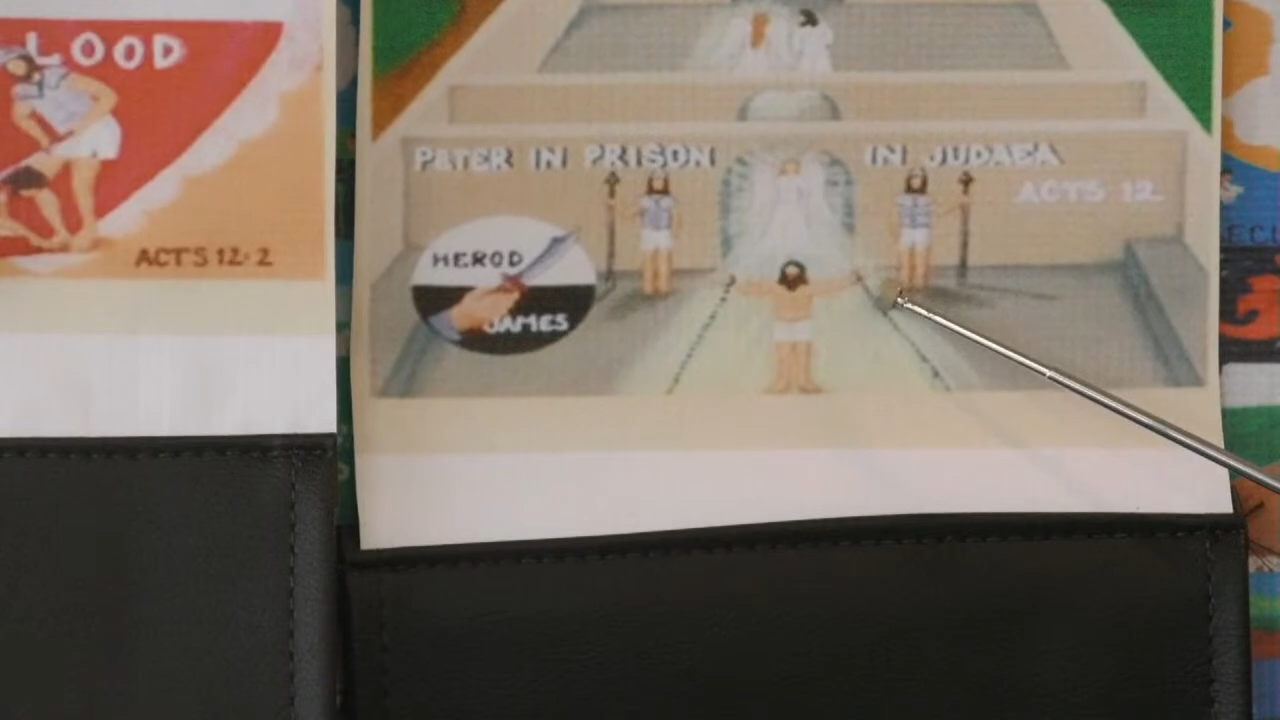 LOOD
ACTS 12:2
PETER IN PRISON IN JUDAEA
ACTS 12
HEROD
JAMES